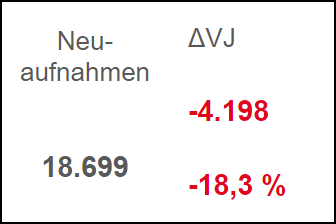 Neu-
aufnahmen
ΔVJ
18.699
-4.198
-18,3 %